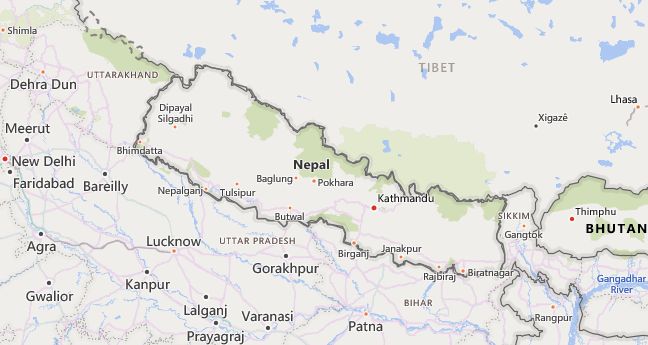 Shimla
TIBET
UTTARAKHAND
Dehra Dun
Dipayal
Silgadhi
Lhasa
Xigazê
Meerut
Bhimdatta
New Delhi
Faridabad
Nepal
Bareilly
Baglung
Pokhara
Nepalganj
Tulsipur
Kathmandu
Butwal
SIKKIM
Thimphu
Gangtok
BHUTAN
Agra
Lucknow
UTTAR PRADESH
Birganj
Janakpur
Gorakhpur
Rajbiraj
Biratnagar
Kanpur
Gwalior
Gangadhar
River
Lalganj
BIHAR
Rangpur
Prayagraj
Varanasi
Patna